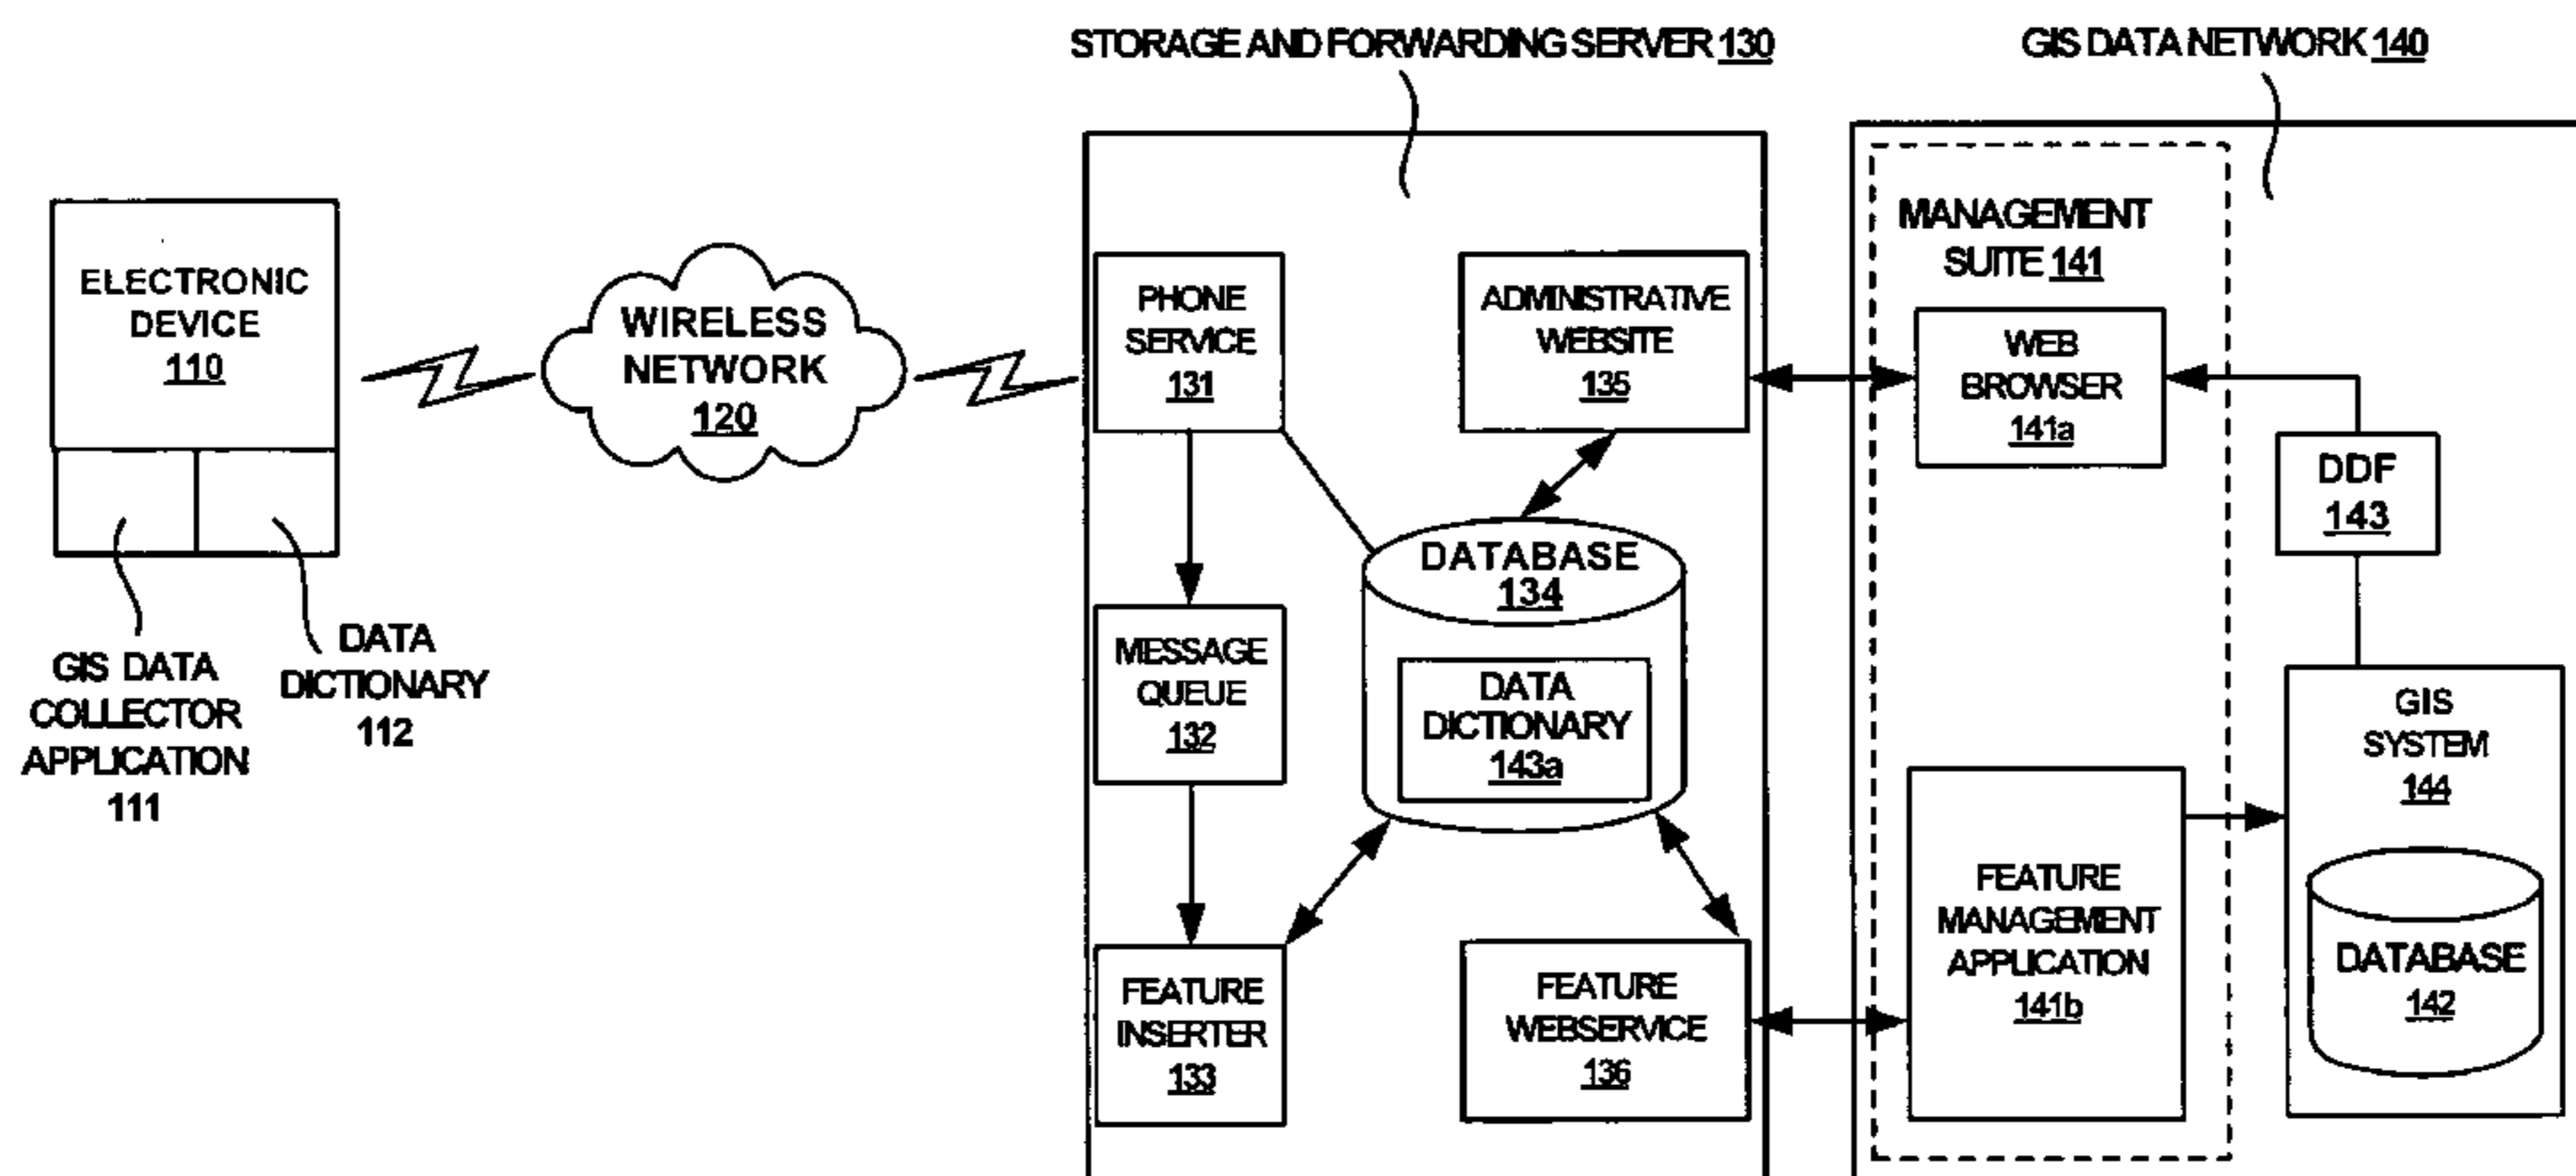 STORAGE AND FORWARDING SERVER 130
GIS DATA NETWORK 140
ELECTRONIC
DEVICE
110
GIS DATA
COLLECTOR
APPLICATION
111
DATA
DICTIONARY
112
WIRELESS
NETWORK
120
PHONE
SERVICE
131
MESSAGE
QUEUE
132
FEATURE
INSERTER
133
ADMINISTRATIVE
WEBSITE
135
DATABASE
134
DATA
DICTIONARY
143a
FEATURE
WEBSERVICE
136
MANAGEMENT
SUITE 141
WEB
BROWSER
141a
FEATURE
MANAGEMENT
APPLICATION
141b
DDF
143
GIS
SYSTEM
144
DATABASE
142